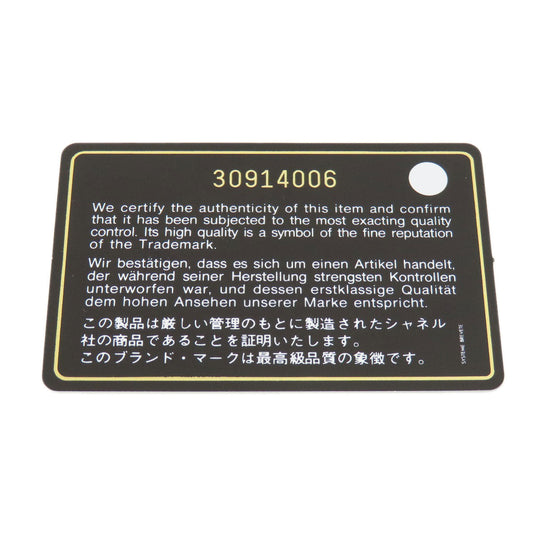 30914006
We certify the authenticity of this item and confirm
that it has been subjected to the most exacting quality
control. Its high quality is a symbol of the fine reputation
of the Trademark.
Wir bestätigen, dass es sich um einen Artikel handelt,
der während seiner Herstellung strengsten Kontrollen
unterworfen war, und dessen erstklassige Qualität
dem hohen Ansehen unserer Marke entspricht.
この製品は厳しい管理のもとに製造されたシャネル
社の商品であることを証明いたします。
このブランド・マークは最高級品質の象徴です。
SYSTEME BREVETE